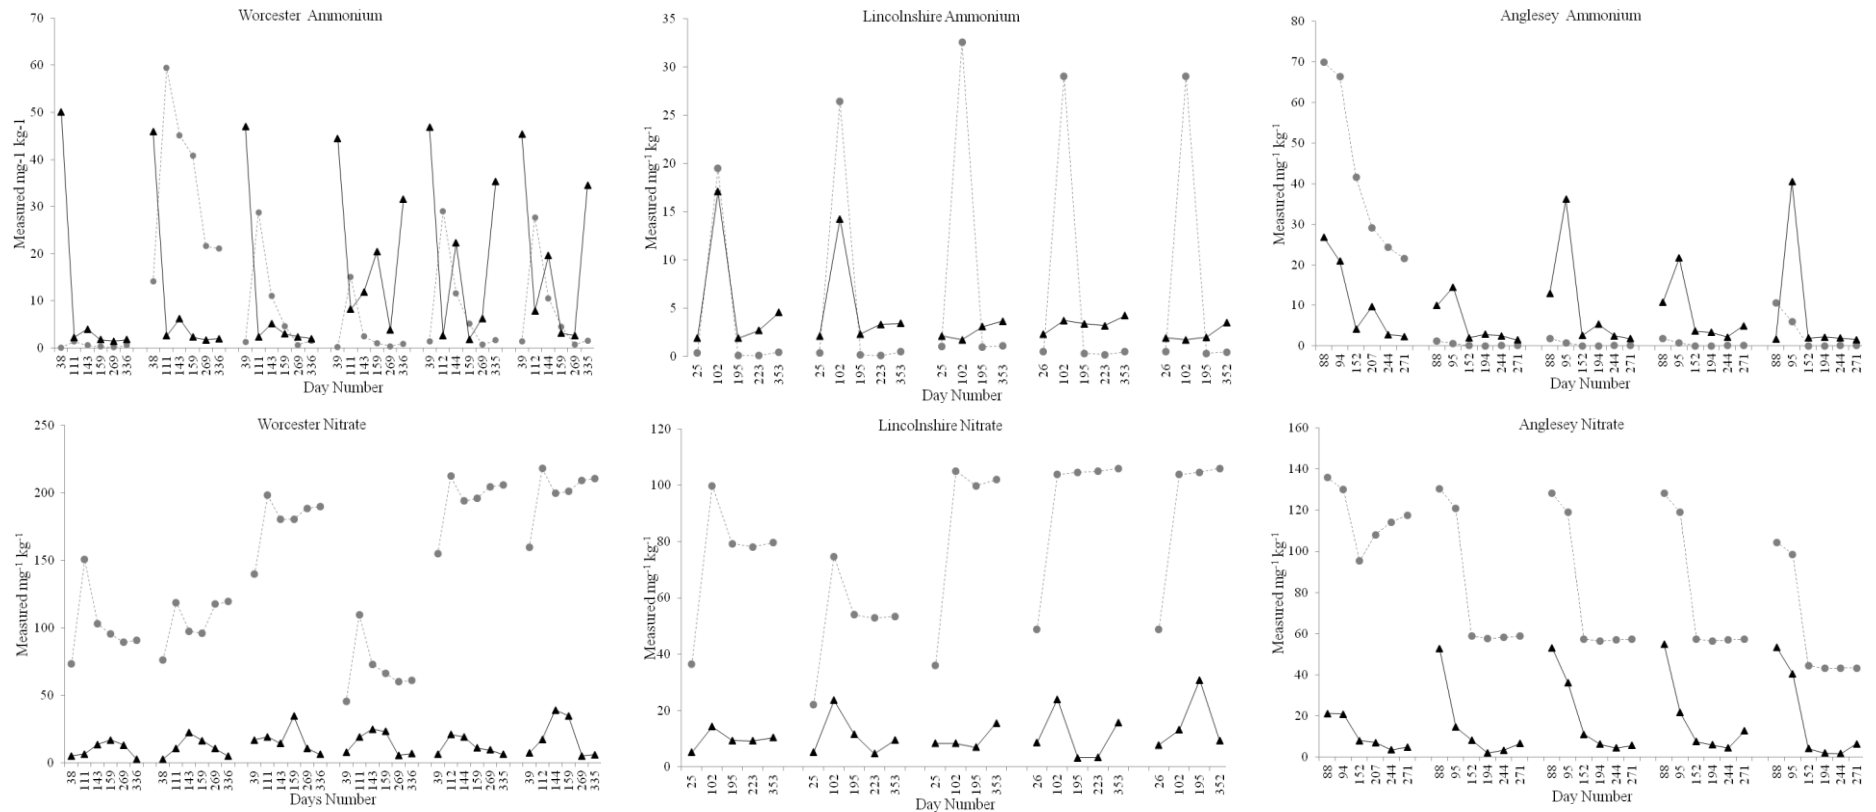 Worcester Ammonium
Measured mg-1 kg-1
70
60
50
40
30
20
10
0
38 111 143 159 269 336 38 111 143 159 269 336 39 111 143 159 269 336 39 111 143 159 269 336 39 112 144 159 269 335 39 112 144 159 269 335
Day Number
Lincolnshire Ammonium
Measured mg⁻¹ kg⁻¹
35
30
25
20
15
10
5
0
25 102 195 223 353 25 102 195 223 353 25 102 195 353 26 102 195 223 353 26 102 195 352
Day Number
Anglesey Ammonium
Measured mg⁻¹ kg⁻¹
80
70
60
50
40
30
20
10
0
88 94 152 207 244 271 88 95 152 194 244 271 88 95 152 194 244 271 88 95 152 194 244 271 88 95 152 194 244 271
Day Number
Worcester Nitrate
Measured mg⁻¹ kg⁻¹
250
200
150
100
50
0
38 111 143 159 269 336 38 111 143 159 269 336 39 111 143 159 269 336 39 111 143 159 269 336 39 112 144 159 269 335 39 112 144 159 269 335
Days Number
Lincolnshire Nitrate
Measured mg⁻¹ kg⁻¹
120
100
80
60
40
20
0
25 102 195 223 353 25 102 195 223 353 25 102 195 353 26 102 195 223 353 26 102 195 352
Day Number
Anglesey Nitrate
Measured mg⁻¹ kg⁻¹
160
140
120
100
80
60
40
20
0
88 94 152 207 244 271 88 95 152 194 244 271 88 95 152 194 244 271 88 95 152 194 244 271 88 95 152 194 244 271
Day Number